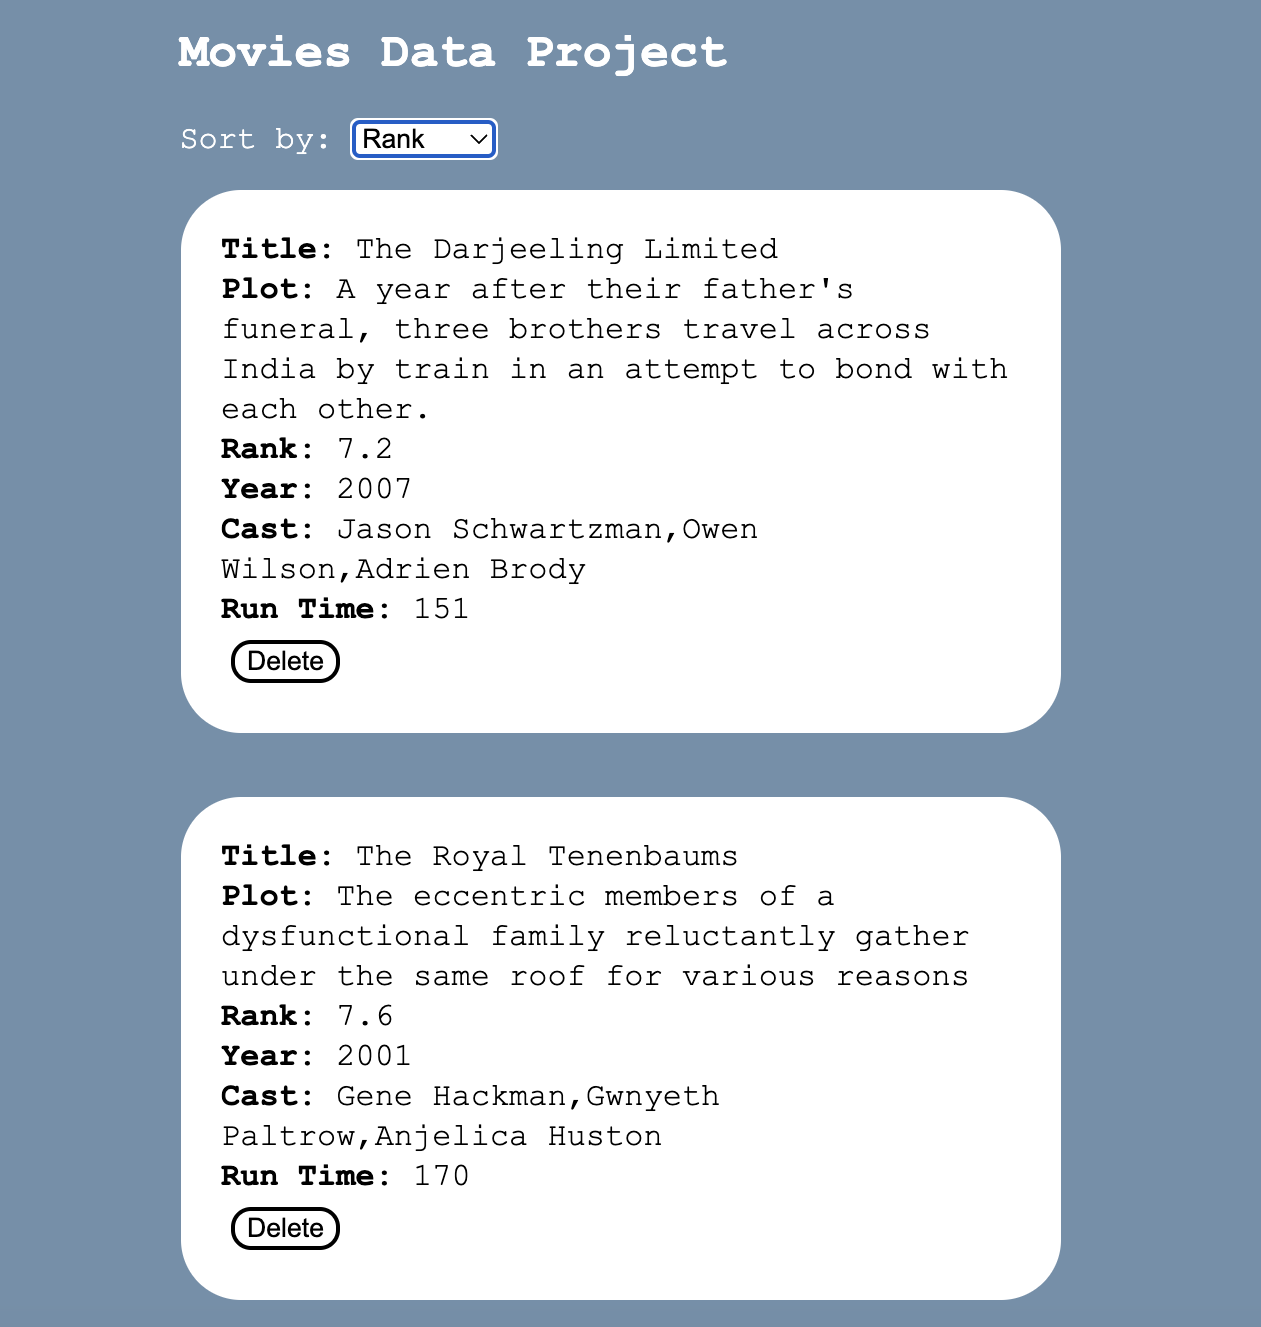 Movies Data Project
Sort by: Rank
Title: The Darjeeling Limited
Plot: A year after their father's
funeral, three brothers travel across
India by train in an attempt to bond with
each other.
Rank: 7.2
Year: 2007
Cast: Jason Schwartzman,Owen
Wilson,Adrien Brody
Run Time: 151
Delete
Title: The Royal Tenenbaums
Plot: The eccentric members of a
dysfunctional family reluctantly gather
under the same roof for various reasons
Rank: 7.6
Year: 2001
Cast: Gene Hackman,Gwnyeth
Paltrow,Anjelica Huston
Run Time: 170
Delete